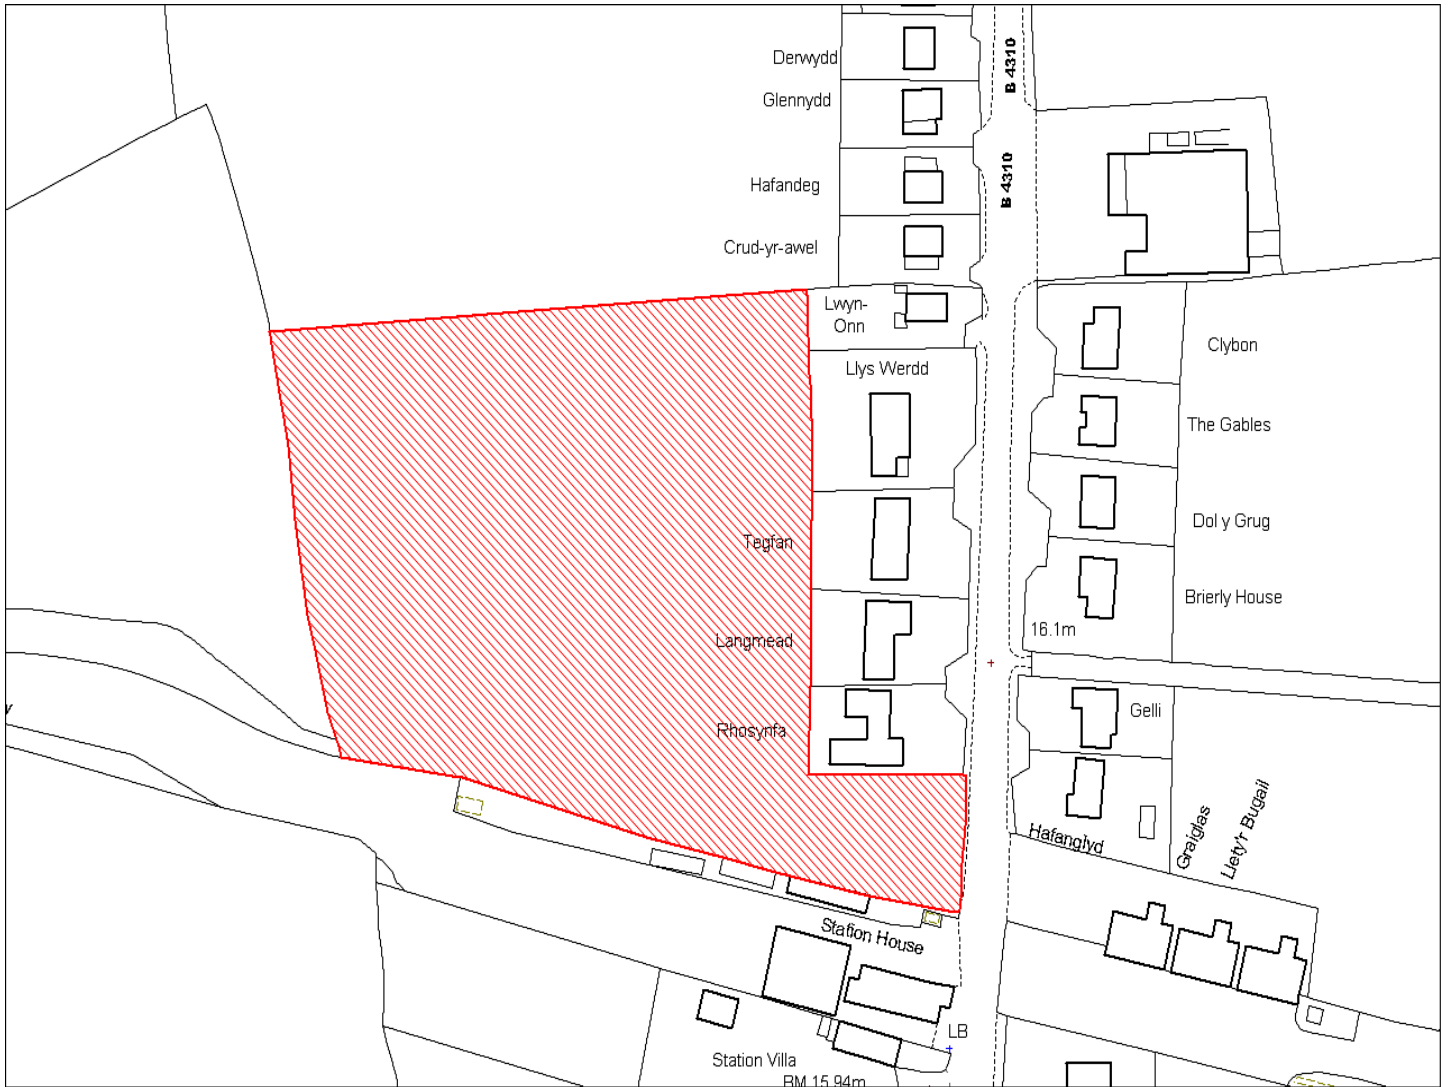 Derwydd
B 4310
Glennydd
B 4310
Hafandeg
Crud-yr-awel
Lwyn-
Onn
Clybon
Llys Werdd
The Gables
Dol y Grug
Tegfan
Brierly House
16.1m
Langmead
Gelli
Rhosynfa
Hafanglyd
Graiglas
Llety'r Bugail
Station House
LB
Station Villa
BM 15.94m